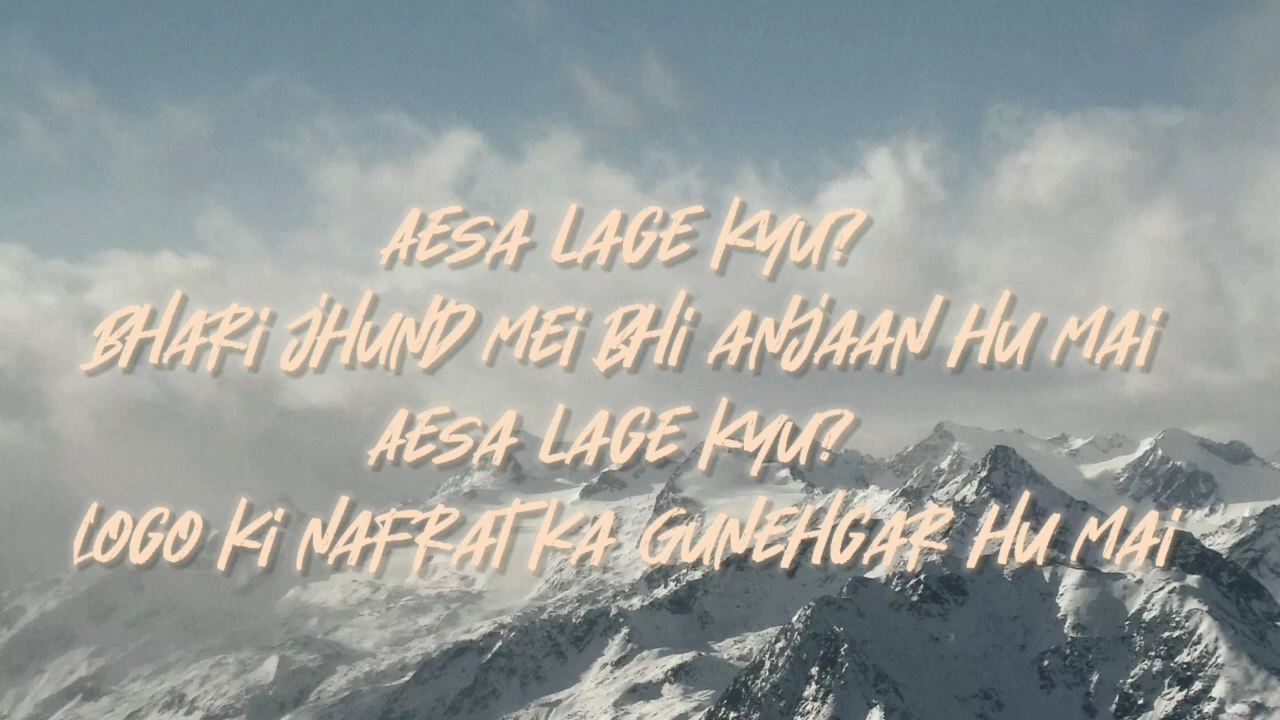 AESA LAGE KYU?
BHARI JHUND MEI BHI ANJAAN HU MAI
AESA LAGE KYU?
LOGO KI NAFRAT KA GUNEHGAR HU MAI